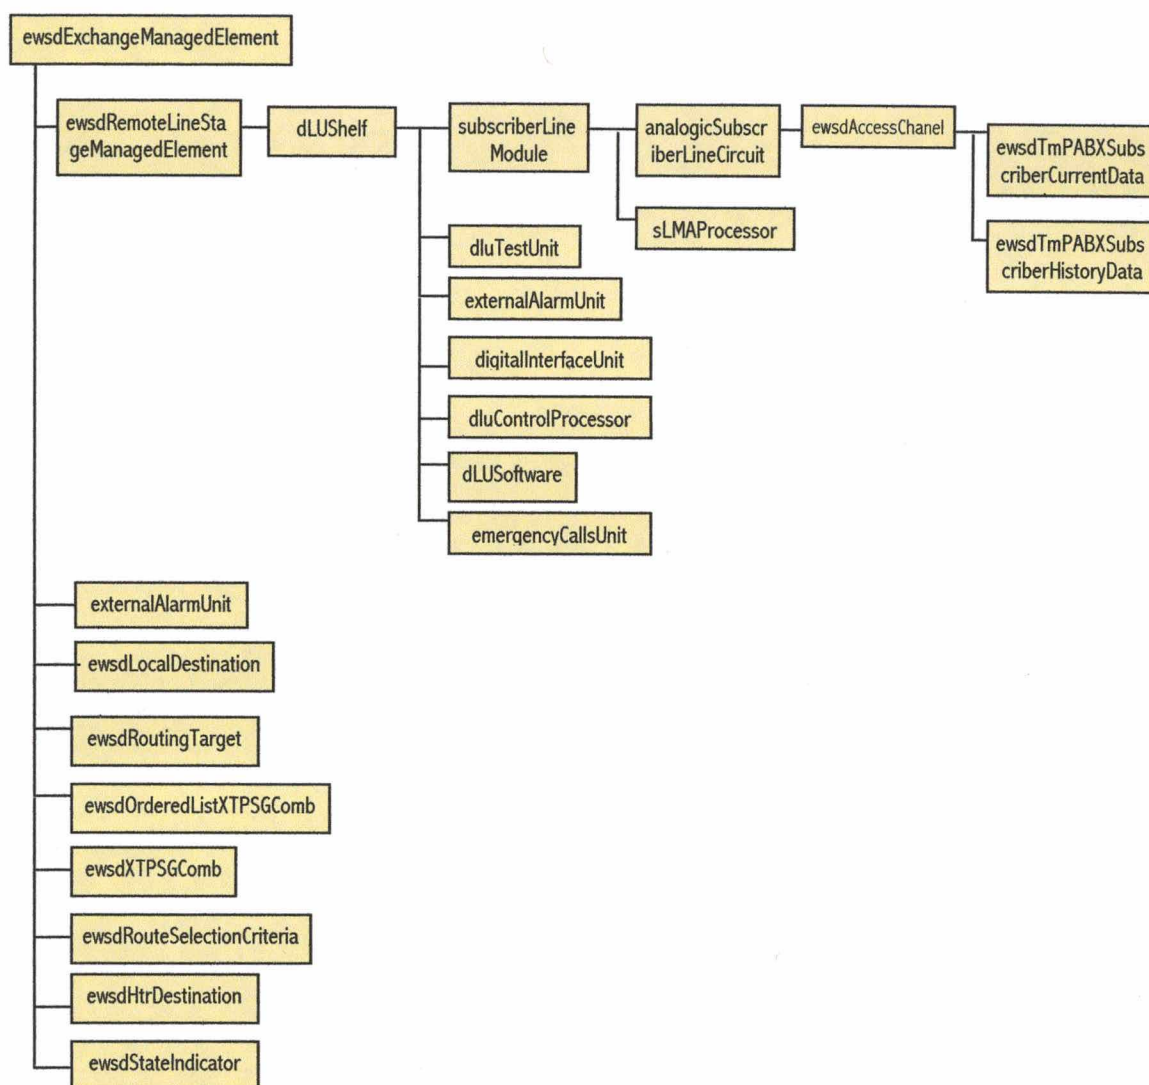 ewsdExchangeManagedElement
ewsdRemoteLineSta
geManagedElement
dLUShelf
subscriberLine
Module
analogicSubscr
iberLineCircuit
ewsdAccessChanel
ewsdTmPABXSubs
criberCurrentData
sLMAProcessor
ewsdTmPABXSubs
criberHistoryData
dluTestUnit
externalAlarmUnit
digitalInterfaceUnit
dluControlProcessor
dLUSoftware
emergencyCallsUnit
externalAlarmUnit
ewsdLocalDestination
ewsdRoutingTarget
ewsdOrderedListXTPSGComb
ewsdXTPSGComb
ewsdRouteSelectionCriteria
ewsdHtrDestination
ewsdStateIndicator